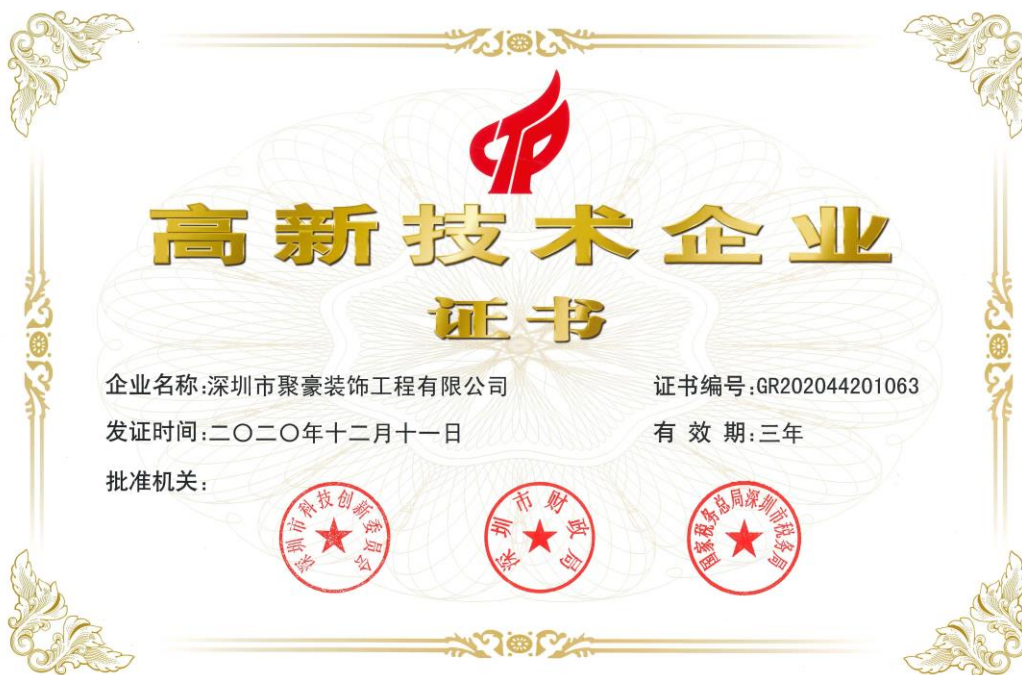 高新技术企业
证书
企业名称:深圳市聚豪装饰工程有限公司
证书编号:GR202044201063
发证时间:二〇二〇年十二月十一日
有 效 期:三年
批准机关:
深圳市科技创新委员会
深圳市财政局
国家税务总局深圳市税务局